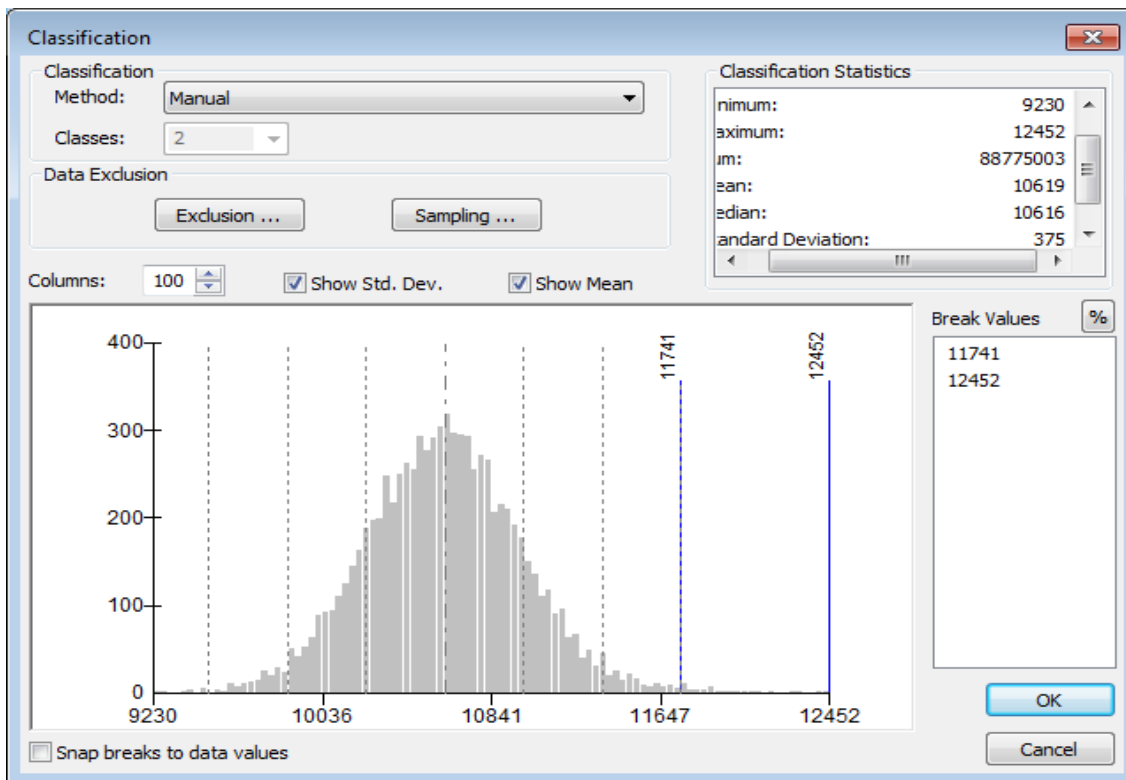 Classification
Classification
Method: Manual
Classes: 2
Data Exclusion
Exclusion ...
Sampling ...
Classification Statistics
nimum: 9230
aximum: 12452
um: 88775003
ean: 10619
edian: 10616
tandard Deviation: 375
Columns: 100
Show Std. Dev.
Show Mean
Break Values
%
11741
12452
11741
12452
400
300
200
100
0
9230
10036
10841
11647
12452
OK
Snap breaks to data values
Cancel